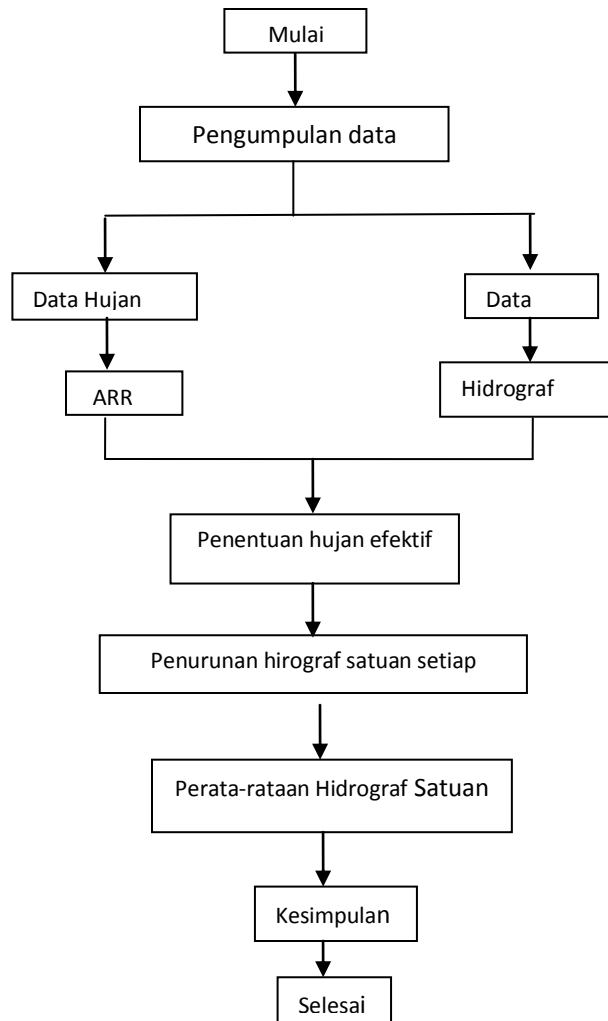 Mulai
Pengumpulan data
Data Hujan
Data
ARR
Hidrograf
Penentuan hujan efektif
Penurunan hirograf satuan setiap
Perata-rataan Hidrograf Satuan
Kesimpulan
Selesai